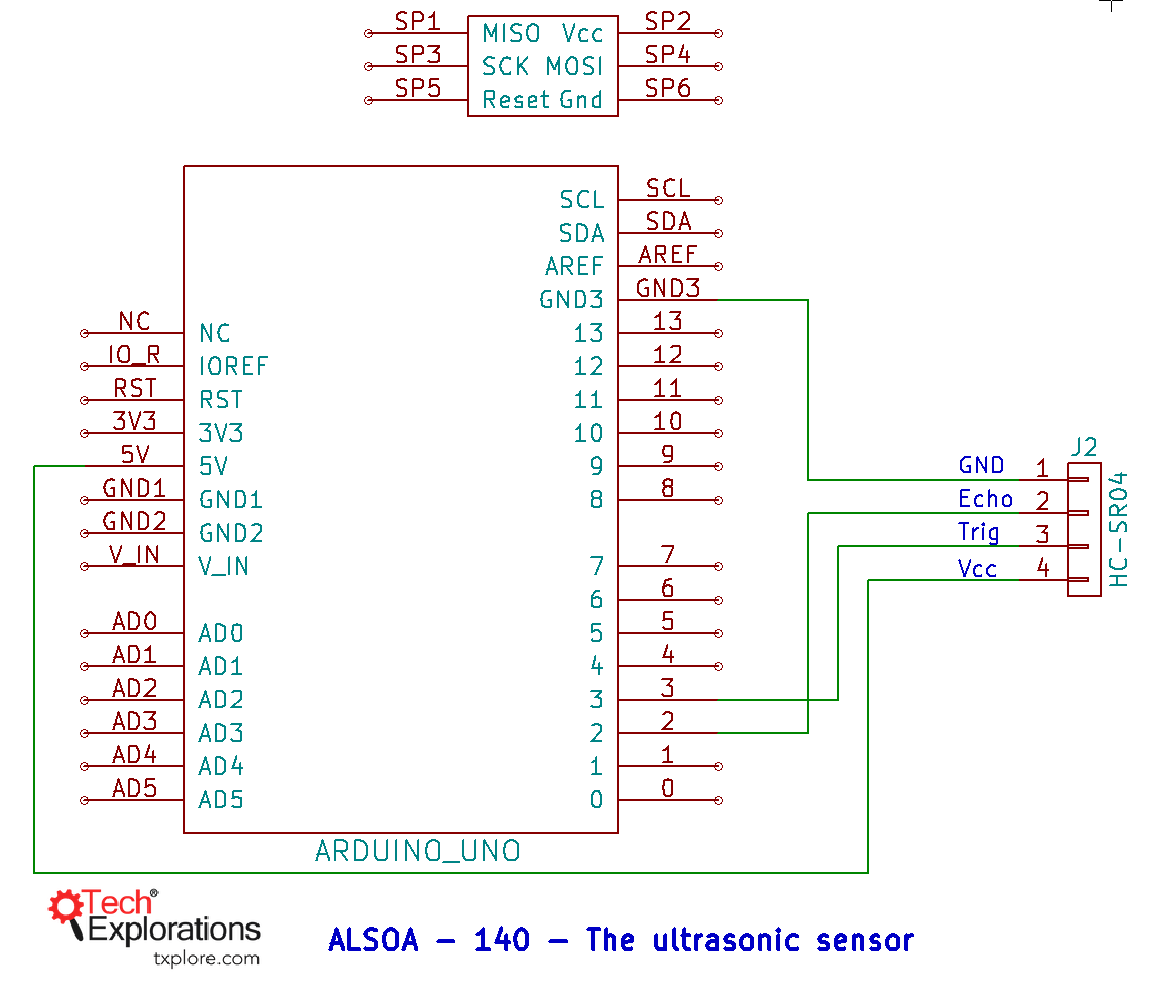 SP1 MISO Vcc SP2
SP3 SCK MOSI SP4
SP5 Reset Gnd SP6
SCL SCL
SDA SDA
AREF AREF
GND3 GND3
NC NC 13 13
IO_R IOREF 12 12
RST RST 11 11
3V3 3V3 10 10
5V 5V 9 9
GND1 GND1 8 8
GND2 GND2
V_IN V_IN 7 7
6 6
AD0 AD0 5 5
AD1 AD1 4 4
AD2 AD2 3 3
AD3 AD3 2 2
AD4 AD4 1 1
AD5 AD5 0 0
ARDUINO_UNO
J2
GND 1
Echo 2
Trig 3
Vcc 4
HC-SR04
Tech®
Explorations
txplore.com
ALSOA - 140 - The ultrasonic sensor